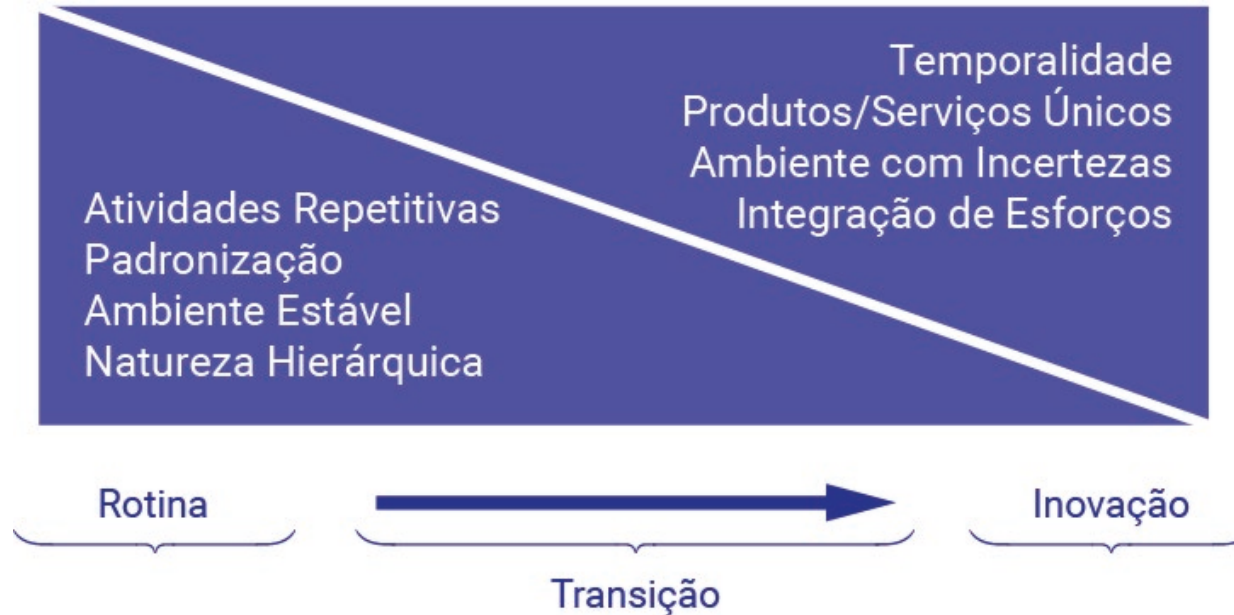 Temporalidade
Produtos/Serviços Únicos
Ambiente com Incertezas
Integração de Esforços
Atividades Repetitivas
Padronização
Ambiente Estável
Natureza Hierárquica
Rotina
Inovação
Transição